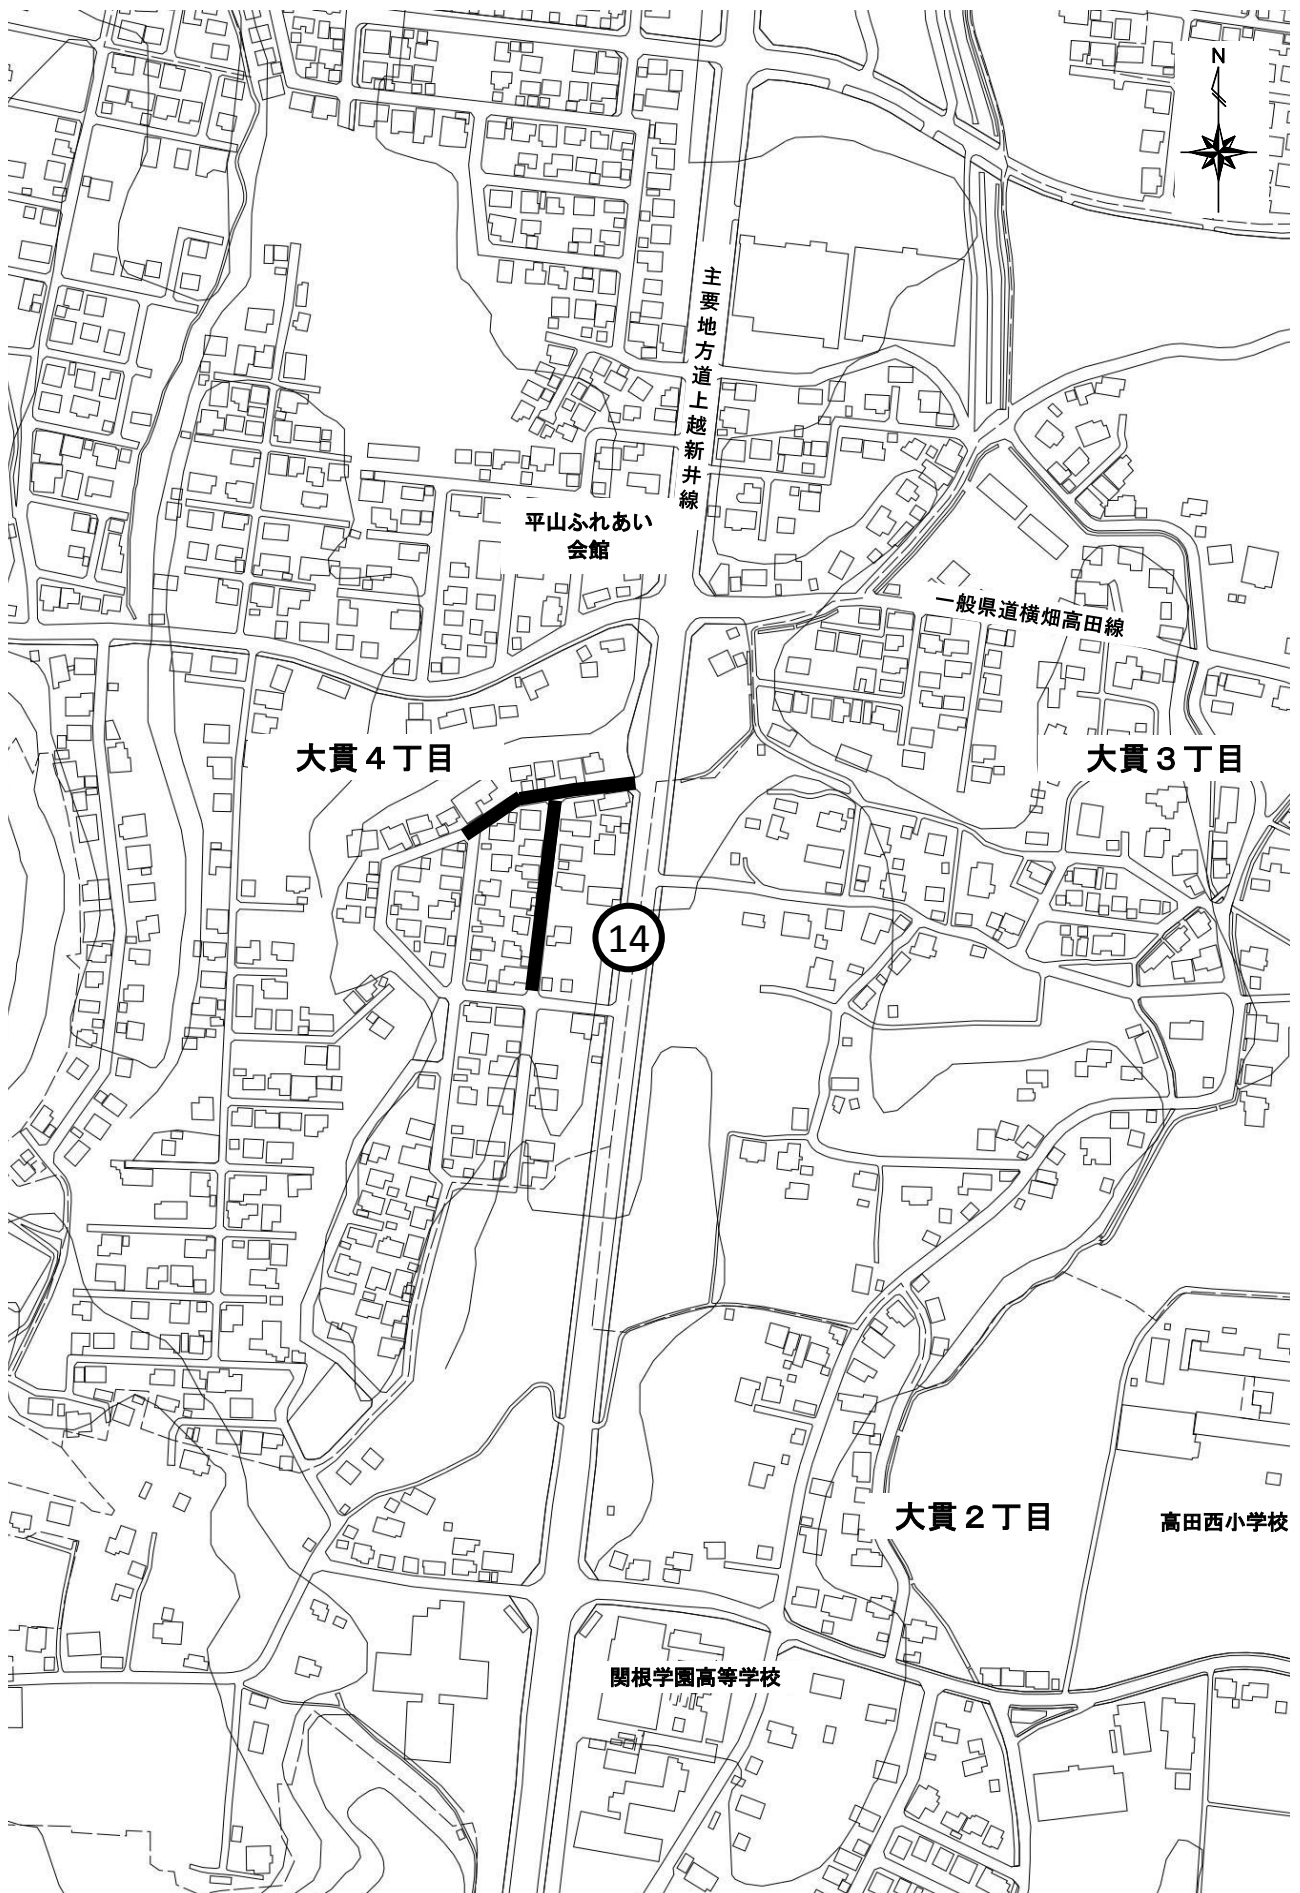 N
主要地方道上越新井線
平山ふれあい
会館
一般県道横畑高田線
大貫４丁目
大貫３丁目
14
大貫２丁目
高田西小学校
関根学園高等学校